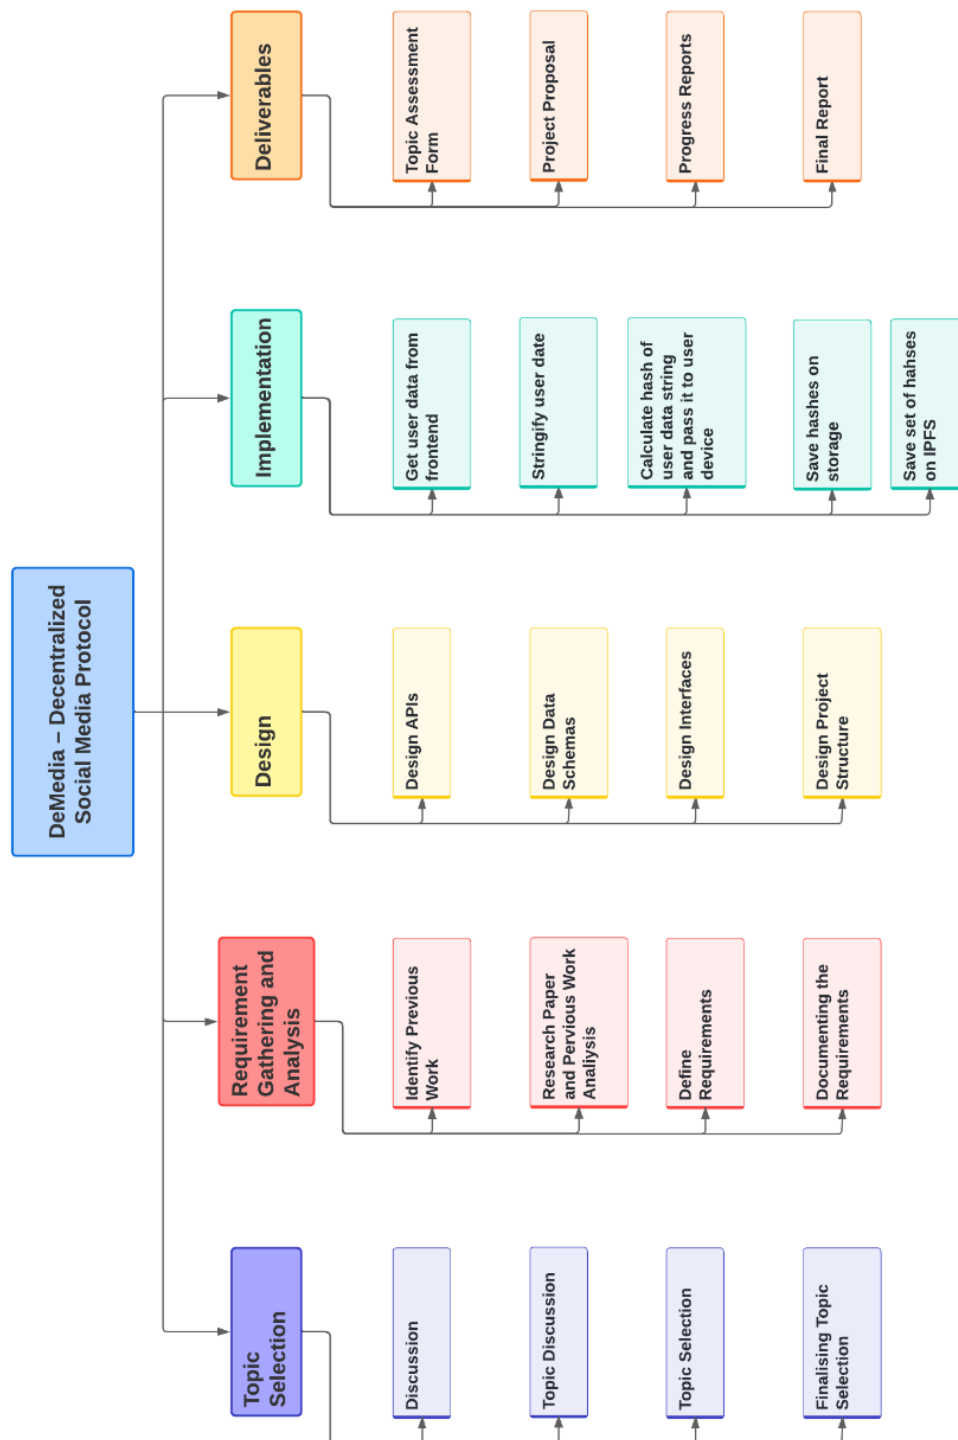 DeMedia – Decentralized
Social Media Protocol
Topic
Selection
Discussion
Topic Discussion
Topic Selection
Finalising Topic
Selection
Requirement
Gathering and
Analysis
Identify Previous
Work
Research Paper
and Pervious Work
Analiysis
Define
Requirements
Documenting the
Requirements
Design
Design APIs
Design Data
Schemas
Design Interfaces
Design Project
Structure
Implementation
Get user data from
frontend
Stringify user date
Calculate hash of
user data string
and pass it to user
device
Save hashes on
storage
Save set of hahses
on IPFS
Deliverables
Topic Assessment
Form
Project Proposal
Progress Reports
Final Report